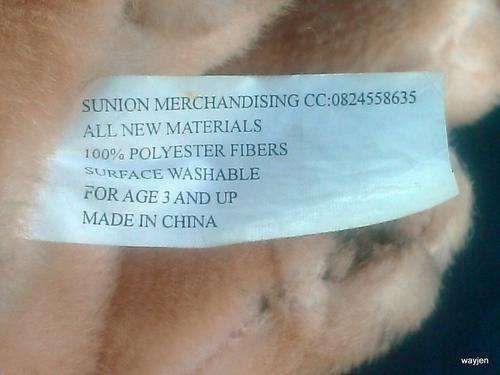 SUNION MERCHANDISING CC:0824558635
ALL NEW MATERIALS
100% POLYESTER FIBERS
SURFACE WASHABLE
FOR AGE 3 AND UP
MADE IN CHINA
wayjen